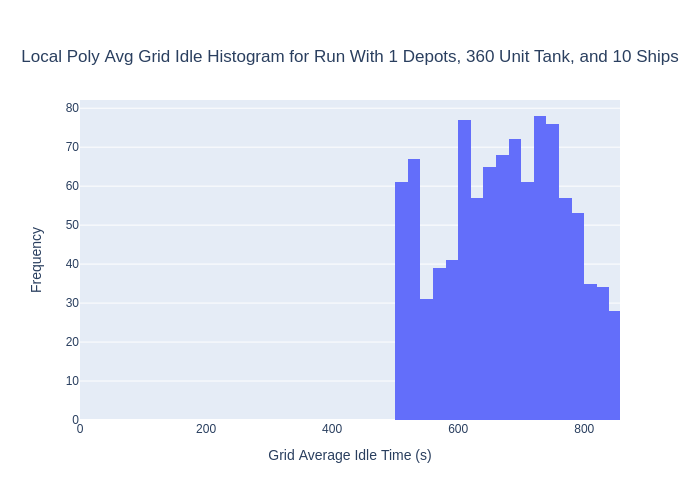 Local Poly Avg Grid Idle Histogram for Run With 1 Depots, 360 Unit Tank, and 10 Ships
80
70
60
50
40
30
20
10
0
Frequency
0 200 400 600 800
Grid Average Idle Time (s)